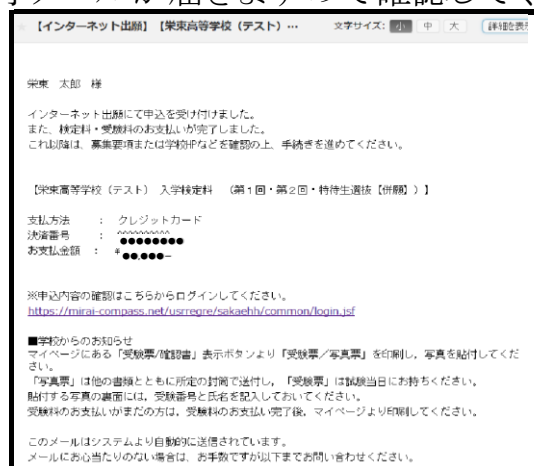 【インターネット出願】【栄東高等学校（テスト）… 文字サイズ: 小 中 大 詳細を表
栄東 太郎 様
インターネット出願にて申込を受け付けました。
また、検定料・受験料のお支払いが完了しました。
これ以降は、募集要項または学校HPなどを確認の上、手続きを進めてください。
【栄東高等学校（テスト） 入学検定料 （第１回・第２回・特待生選抜【併願】）】
支払方法 ： クレジットカード
決済番号 ： ●●●●●●●●
お支払金額 ： ¥●●,●●●−
※申込内容の確認はこちらからログインしてください。
https://mirai-compass.net/usrregre/sakaehh/common/login.jsf
■学校からのお知らせ
マイページにある「受験票/確認書」表示ボタンより「受験票／写真票」を印刷し、写真を貼付してくだ
さい。
「写真票」は他の書類とともに所定の封筒で送付し、「受験票」は試験当日にお持ちください。
貼付する写真の裏面には、受験番号と氏名を記入しておいてください。
受験料のお支払いがまだの方は、受験料のお支払い完了後、マイページより印刷してください。
このメールはシステムより自動的に送信されています。
メールにお心当たりのない場合は、お手数ですが以下までお問い合わせください。